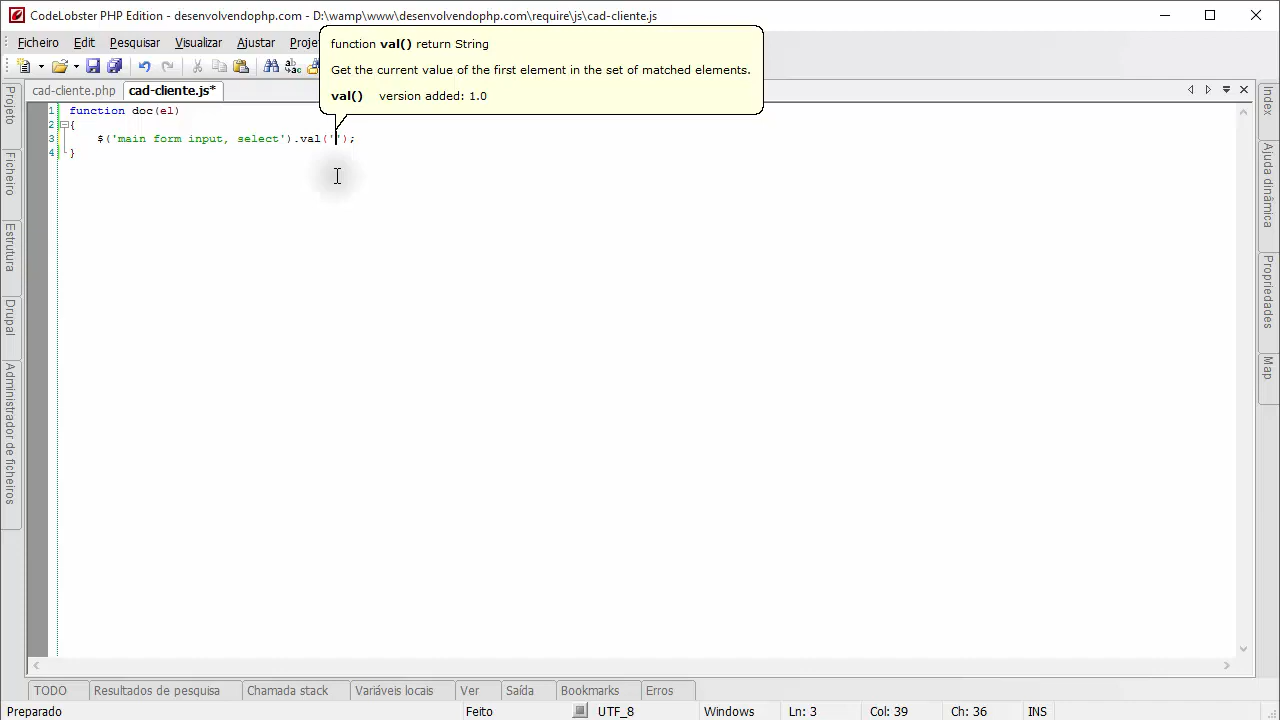 CodeLobster PHP Edition - desenvolvendophp.com - D:\wamp\www\desenvolvendophp.com\require\js\cad-cliente.js
Ficheiro Edit Pesquisar Visualizar Ajustar
function val() return String
Get the current value of the first element in the set of matched elements.
val() version added: 1.0
cad-cliente.php cad-cliente.js*
1 function doc(el)
2 {
3 $('main form input, select').val('');
4 }
Projeto
Ficheiro
Estrutura
Drupal
Administrador de ficheiros
Index
Ajuda dinâmica
Propriedades
Map
TODO Resultados de pesquisa Chamada stack Variáveis locais Ver Saída Bookmarks Erros
Preparado Feito UTF_8 Windows Ln: 3 Col: 39 Ch: 36 INS